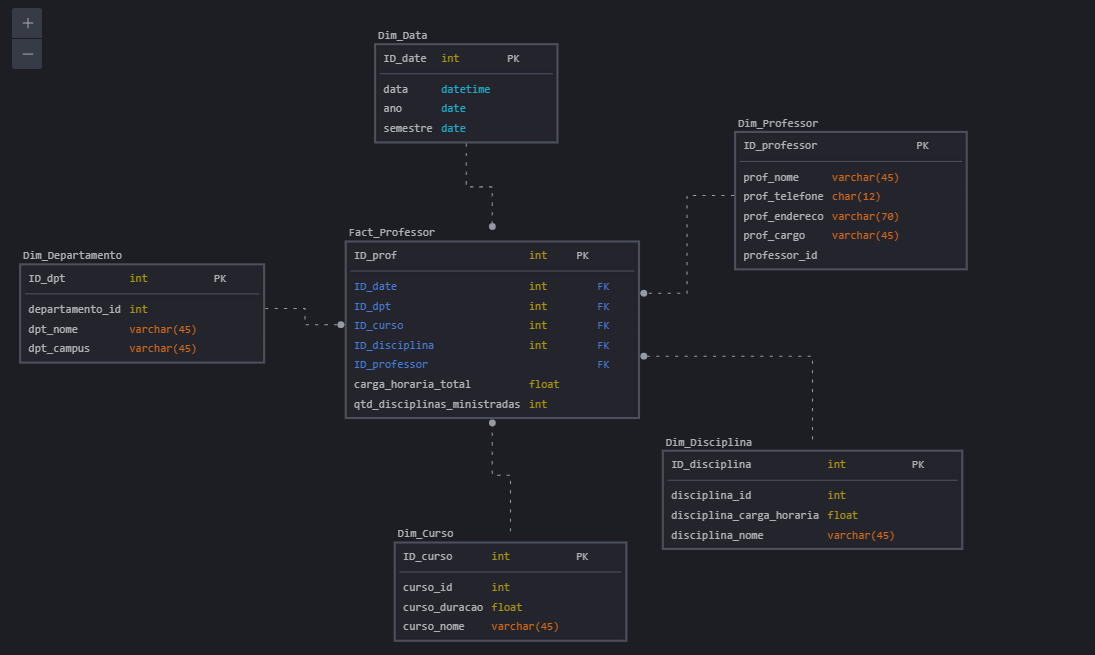 +
−
Dim_Data
ID_date int PK
data datetime
ano date
semestre date
Dim_Professor
ID_professor PK
prof_nome varchar(45)
prof_telefone char(12)
prof_endereco varchar(70)
prof_cargo varchar(45)
professor_id
Fact_Professor
ID_prof int PK
ID_date int FK
ID_dpt int FK
ID_curso int FK
ID_disciplina int FK
ID_professor FK
carga_horaria_total float
qtd_disciplinas_ministradas int
Dim_Departamento
ID_dpt int PK
departamento_id int
dpt_nome varchar(45)
dpt_campus varchar(45)
Dim_Disciplina
ID_disciplina int PK
disciplina_id int
disciplina_carga_horaria float
disciplina_nome varchar(45)
Dim_Curso
ID_curso int PK
curso_id int
curso_duracao float
curso_nome varchar(45)